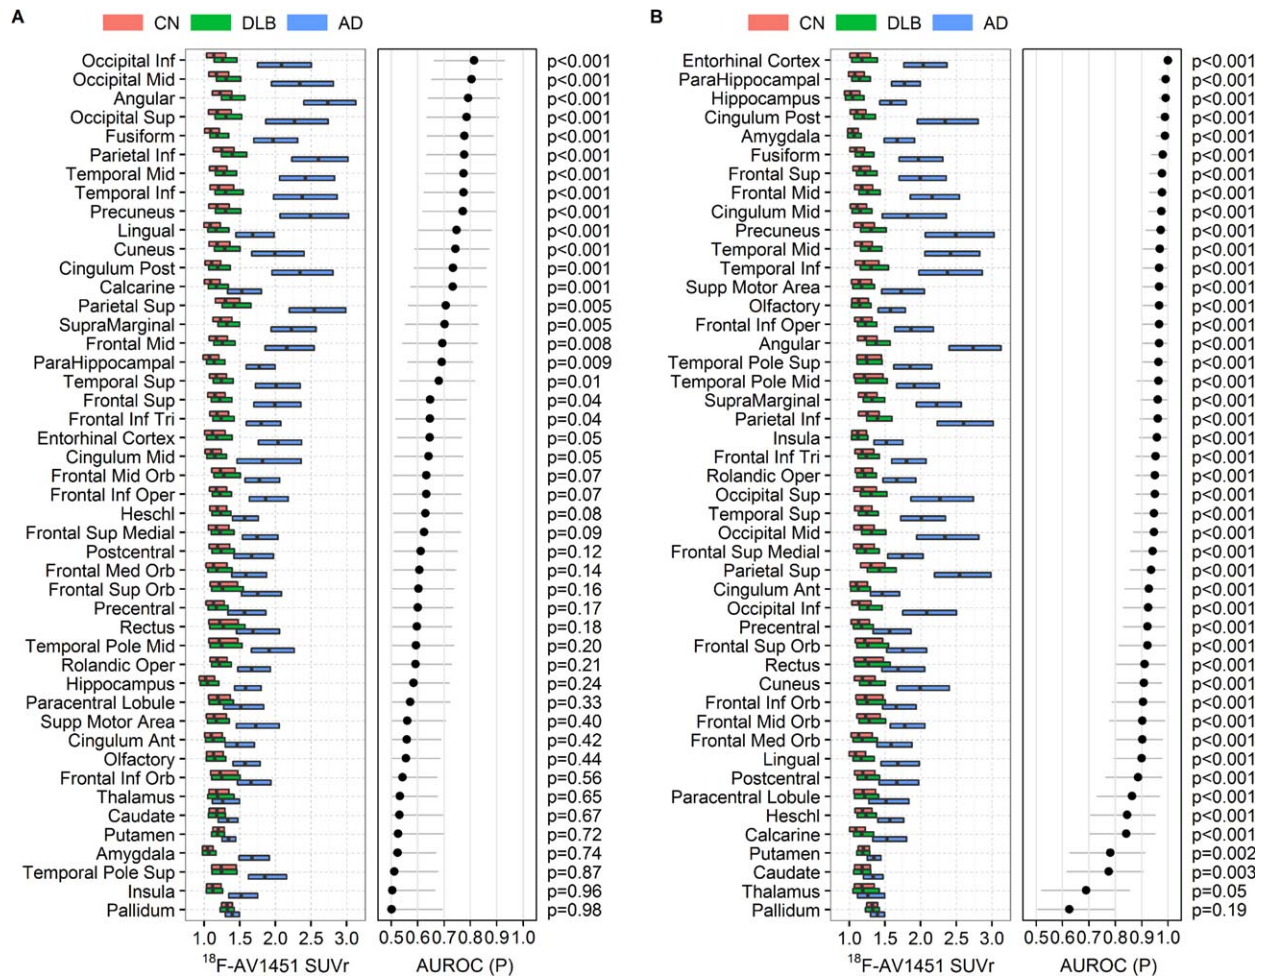 A CN DLB AD
Occipital Inf p<0.001
Occipital Mid p<0.001
Angular p<0.001
Occipital Sup p<0.001
Fusiform p<0.001
Parietal Inf p<0.001
Temporal Mid p<0.001
Temporal Inf p<0.001
Precuneus p<0.001
Lingual p<0.001
Cuneus p<0.001
Cingulum Post p=0.001
Calcarine p=0.001
Parietal Sup p=0.005
SupraMarginal p=0.005
Frontal Mid p=0.008
ParaHippocampal p=0.009
Temporal Sup p=0.01
Frontal Sup p=0.04
Frontal Inf Tri p=0.04
Entorhinal Cortex p=0.05
Cingulum Mid p=0.05
Frontal Mid Orb p=0.07
Frontal Inf Oper p=0.07
Heschl p=0.08
Frontal Sup Medial p=0.09
Postcentral p=0.12
Frontal Med Orb p=0.14
Frontal Sup Orb p=0.16
Precentral p=0.17
Rectus p=0.18
Temporal Pole Mid p=0.20
Rolandic Oper p=0.21
Hippocampus p=0.24
Paracentral Lobule p=0.33
Supp Motor Area p=0.40
Cingulum Ant p=0.42
Olfactory p=0.44
Frontal Inf Orb p=0.56
Thalamus p=0.65
Caudate p=0.67
Putamen p=0.72
Amygdala p=0.74
Temporal Pole Sup p=0.87
Insula p=0.96
Pallidum p=0.98
1.0 1.5 2.0 2.5 3.0 0.50 0.60 0.70 0.80 0.9 1.0
¹⁸F-AV1451 SUVr AUROC (P)
B CN DLB AD
Entorhinal Cortex p<0.001
ParaHippocampal p<0.001
Hippocampus p<0.001
Cingulum Post p<0.001
Amygdala p<0.001
Fusiform p<0.001
Frontal Sup p<0.001
Frontal Mid p<0.001
Cingulum Mid p<0.001
Precuneus p<0.001
Temporal Mid p<0.001
Temporal Inf p<0.001
Supp Motor Area p<0.001
Olfactory p<0.001
Frontal Inf Oper p<0.001
Angular p<0.001
Temporal Pole Sup p<0.001
Temporal Pole Mid p<0.001
SupraMarginal p<0.001
Parietal Inf p<0.001
Insula p<0.001
Frontal Inf Tri p<0.001
Rolandic Oper p<0.001
Occipital Sup p<0.001
Temporal Sup p<0.001
Occipital Mid p<0.001
Frontal Sup Medial p<0.001
Parietal Sup p<0.001
Cingulum Ant p<0.001
Occipital Inf p<0.001
Precentral p<0.001
Frontal Sup Orb p<0.001
Rectus p<0.001
Cuneus p<0.001
Frontal Inf Orb p<0.001
Frontal Mid Orb p<0.001
Frontal Med Orb p<0.001
Lingual p<0.001
Postcentral p<0.001
Paracentral Lobule p<0.001
Heschl p<0.001
Calcarine p<0.001
Putamen p=0.002
Caudate p=0.003
Thalamus p=0.05
Pallidum p=0.19
1.0 1.5 2.0 2.5 3.0 0.50 0.60 0.70 0.80 0.9 1.0
¹⁸F-AV1451 SUVr AUROC (P)